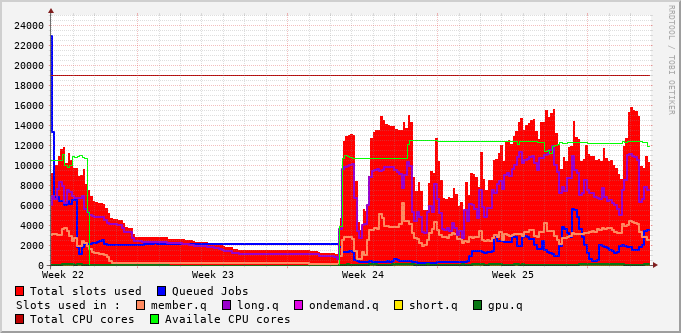 24000
22000
20000
18000
16000
14000
12000
10000
8000
6000
4000
2000
0
Week 22 Week 23 Week 24 Week 25
RRDTOOL / TOBI OETIKER
Total slots used Queued Jobs
Slots used in : member.q long.q ondemand.q short.q gpu.q
Total CPU cores Availale CPU cores